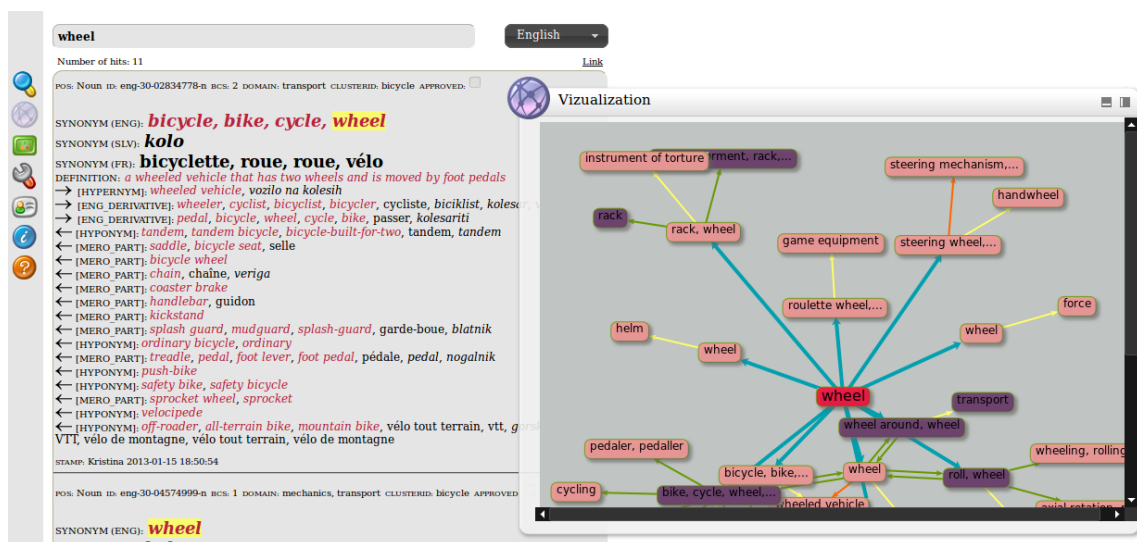 wheel
English
Number of hits: 11
Link
POS: Noun ID: eng-30-02834778-n BCS: 2 DOMAIN: transport CLUSTERID: bicycle APPROVED:
SYNONYM (ENG): bicycle, bike, cycle, wheel
SYNONYM (SLV): kolo
SYNONYM (FR): bicyclette, roue, roue, vélo
DEFINITION: a wheeled vehicle that has two wheels and is moved by foot pedals
→ [HYPERNYM]: wheeled vehicle, vozilo na kolesih
→ [ENG_DERIVATIVE]: wheeler, cyclist, bicyclist, bicycler, cycliste, biciklist,
→ [ENG_DERIVATIVE]: pedal, bicycle, wheel, cycle, bike, passer, kolesariti
← [HYPONYM]: tandem, tandem bicycle, bicycle-built-for-two, tandem, tandem
← [MERO_PART]: saddle, bicycle seat, selle
← [MERO_PART]: bicycle wheel
← [MERO_PART]: chain, chaîne, veriga
← [MERO_PART]: coaster brake
← [MERO_PART]: handlebar, guidon
← [MERO_PART]: kickstand
← [MERO_PART]: splash guard, mudguard, splash-guard, garde-boue, blatnik
← [HYPONYM]: ordinary bicycle, ordinary
← [MERO_PART]: treadle, pedal, foot lever, foot pedal, pédale, pedal, nogalnik
← [HYPONYM]: push-bike
← [HYPONYM]: safety bike, safety bicycle
← [MERO_PART]: sprocket wheel, sprocket
← [HYPONYM]: velocipede
← [HYPONYM]: off-roader, all-terrain bike, mountain bike, vélo tout terrain, vtt,
VTT, vélo de montagne, vélo tout terrain, vélo de montagne
STAMP: Kristina 2013-01-15 18:50:54
POS: Noun ID: eng-30-04574999-n BCS: 1 DOMAIN: mechanics, transport CLUSTERID: bicycle APPROVED
SYNONYM (ENG): wheel
Vizualization
instrument of torture
rack,...
steering mechanism,...
handwheel
rack
rack, wheel
game equipment
steering wheel,...
roulette wheel,...
force
helm
wheel
wheel
wheel
transport
wheel around, wheel
pedaler, pedaller
wheeling, rolling
bicycle, bike,...
wheel
roll, wheel
cycling
bike, cycle, wheel,...
wheeled vehicle
axial rotation